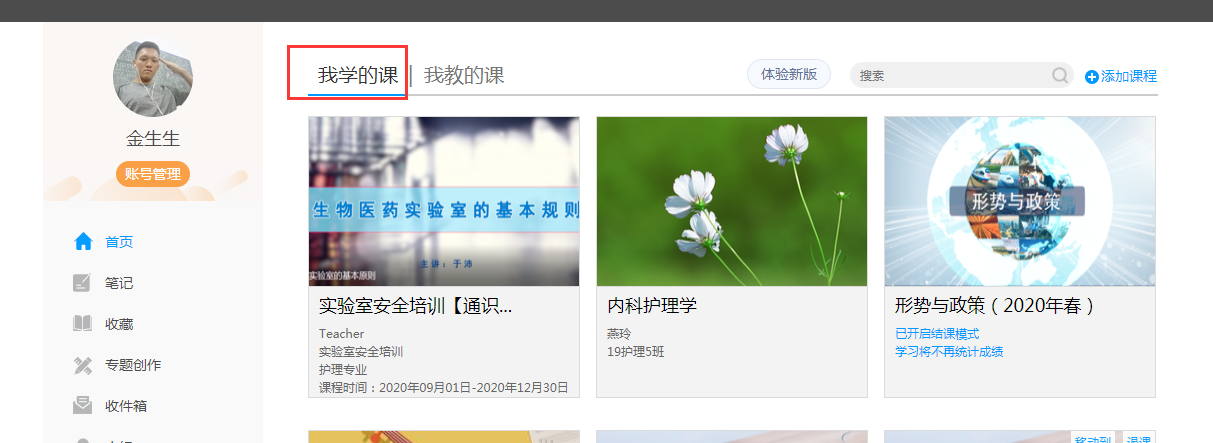 我学的课 | 我教的课
体验新版
搜索
添加课程
金生生
账号管理
首页
笔记
收藏
专题创作
收件箱
生物医药实验室的基本规则
主讲：于沛
实验室的基本原则
实验室安全培训【通识...
Teacher
实验室安全培训
护理专业
课程时间：2020年09月01日-2020年12月30日
内科护理学
燕玲
19护理5班
形势与政策
形势与政策（2020年春）
已开启结课模式
学习将不再统计成绩
移动到
退课